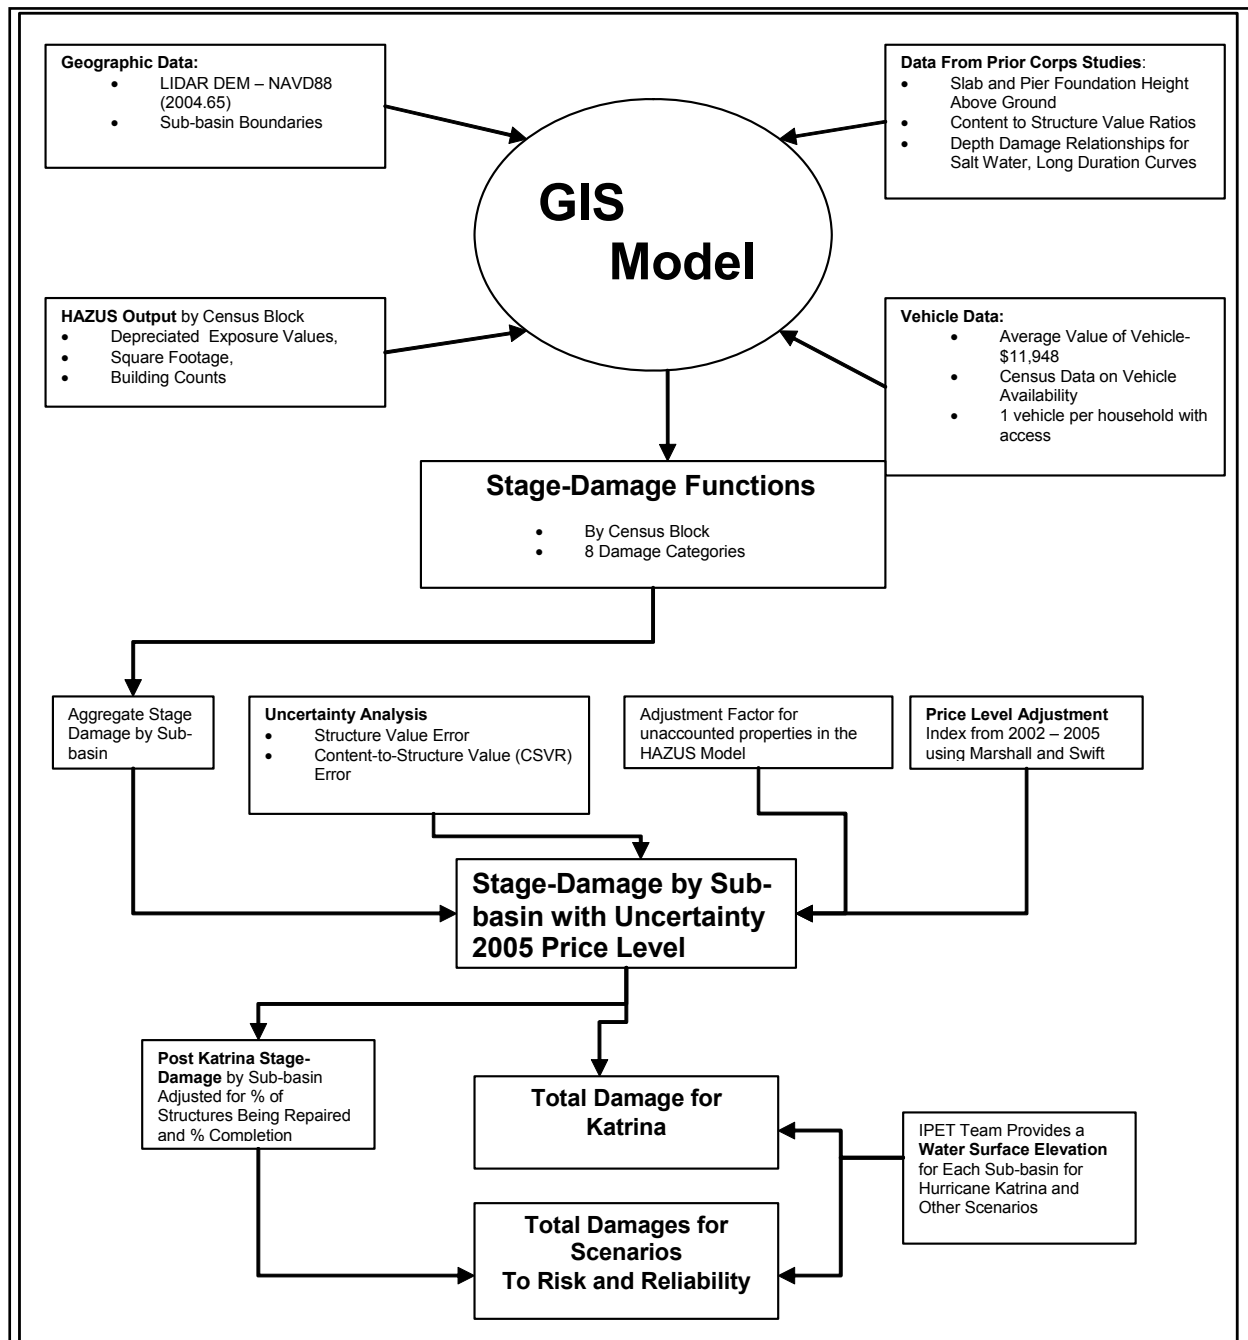 Geographic Data:
• LIDAR DEM – NAVD88
(2004.65)
• Sub-basin Boundaries
Data From Prior Corps Studies:
• Slab and Pier Foundation Height
Above Ground
• Content to Structure Value Ratios
• Depth Damage Relationships for
Salt Water, Long Duration Curves
GIS
Model
HAZUS Output by Census Block
• Depreciated Exposure Values,
• Square Footage,
• Building Counts
Vehicle Data:
• Average Value of Vehicle-
$11,948
• Census Data on Vehicle
Availability
• 1 vehicle per household with
access
Stage-Damage Functions
• By Census Block
• 8 Damage Categories
Aggregate Stage
Damage by Sub-
basin
Uncertainty Analysis
• Structure Value Error
• Content-to-Structure Value (CSVR)
Error
Adjustment Factor for
unaccounted properties in the
HAZUS Model
Price Level Adjustment
Index from 2002 – 2005
using Marshall and Swift
Stage-Damage by Sub-
basin with Uncertainty
2005 Price Level
Post Katrina Stage-
Damage by Sub-basin
Adjusted for % of
Structures Being Repaired
and % Completion
Total Damage for
Katrina
IPET Team Provides a
Water Surface Elevation
for Each Sub-basin for
Hurricane Katrina and
Other Scenarios
Total Damages for
Scenarios
To Risk and Reliability